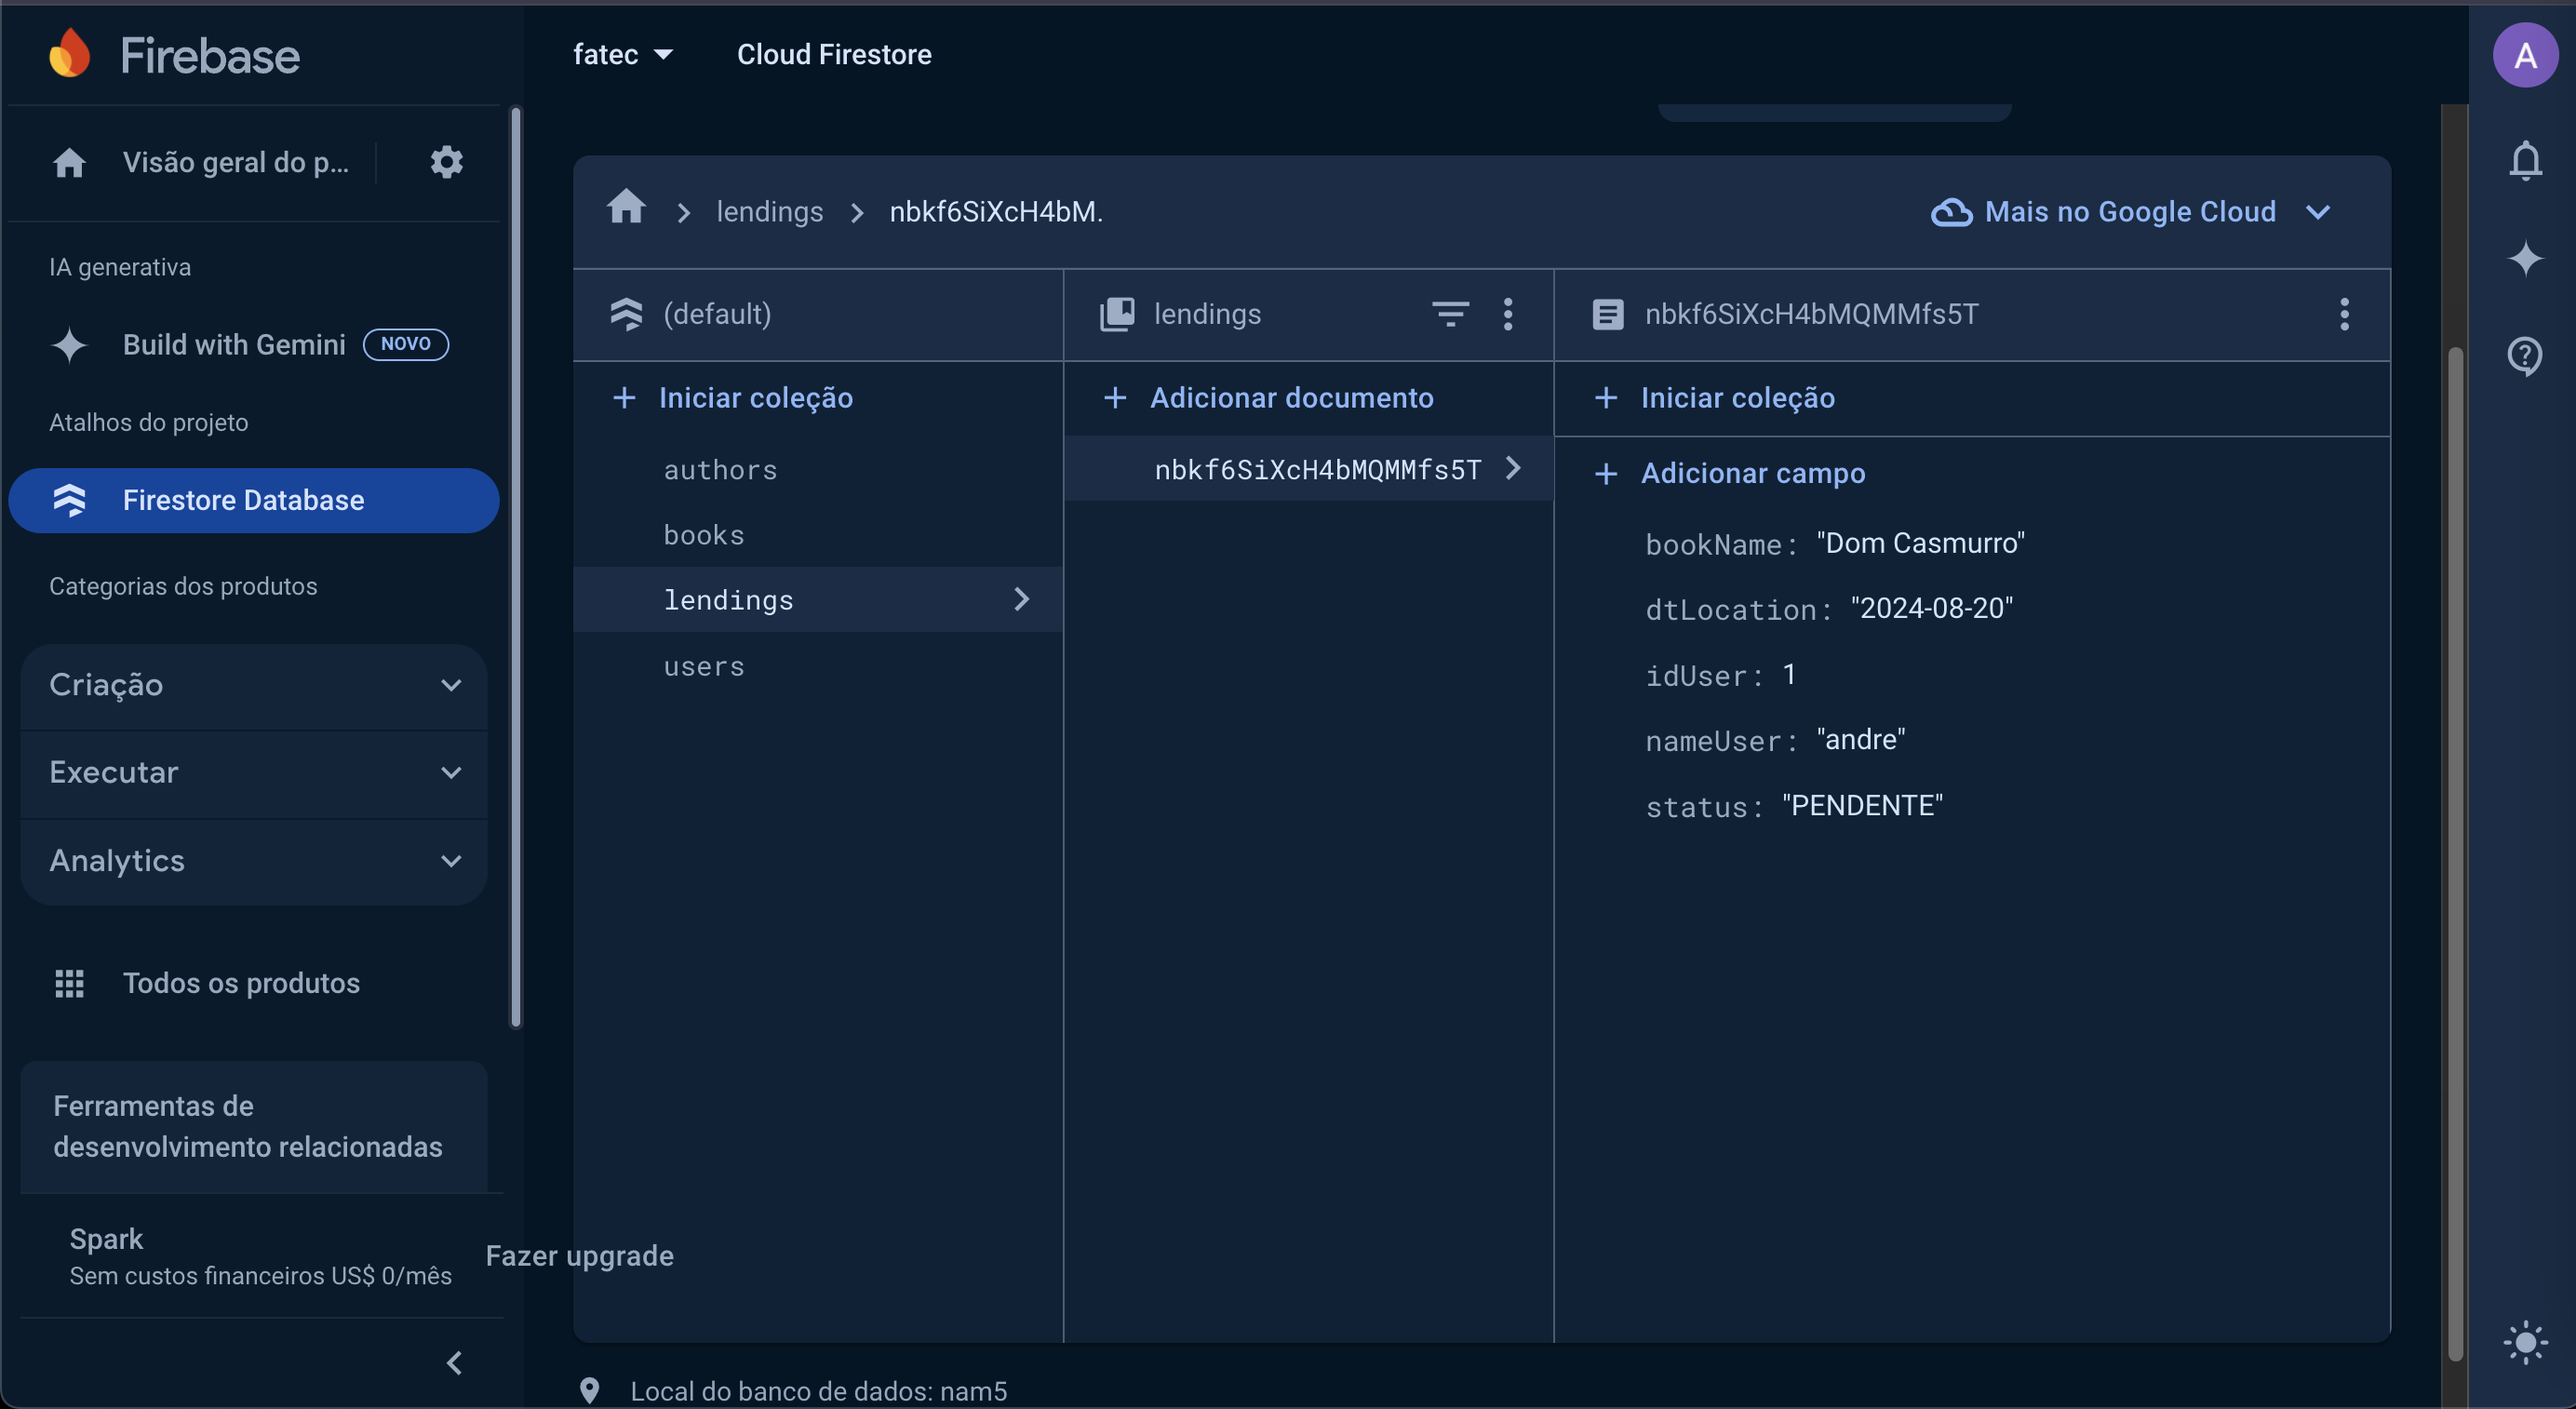 Firebase
fatec
Cloud Firestore
A
Visão geral do p...
IA generativa
Build with Gemini
NOVO
Atalhos do projeto
Firestore Database
Categorias dos produtos
Criação
Executar
Analytics
Todos os produtos
Ferramentas de
desenvolvimento relacionadas
Spark
Sem custos financeiros US$ 0/mês
Fazer upgrade
lendings
nbkf6SiXcH4bM.
Mais no Google Cloud
(default)
Iniciar coleção
authors
books
lendings
users
lendings
Adicionar documento
nbkf6SiXcH4bMQMMfs5T
nbkf6SiXcH4bMQMMfs5T
Iniciar coleção
Adicionar campo
bookName: "Dom Casmurro"
dtLocation: "2024-08-20"
idUser: 1
nameUser: "andre"
status: "PENDENTE"
Local do banco de dados: nam5